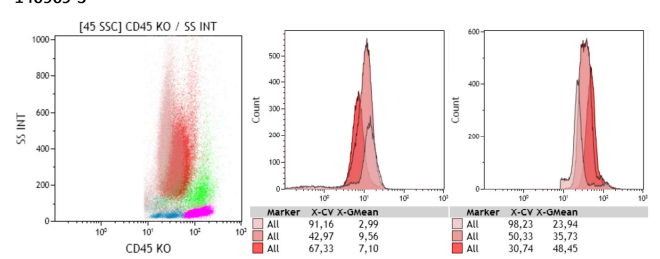 [45 SSC] CD45 KO / SS INT
1000
800
600
400
200
0
SS INT
10⁰ 10¹ 10² 10³
CD45 KO
500
400
300
200
100
0
Count
10⁰ 10¹ 10² 10³
Marker X-CV X-GMean
All 91,16 2,99
All 42,97 9,56
All 67,33 7,10
600
400
200
0
Count
10⁰ 10¹ 10² 10³
Marker X-CV X-GMean
All 98,23 23,94
All 50,33 35,73
All 30,74 48,45